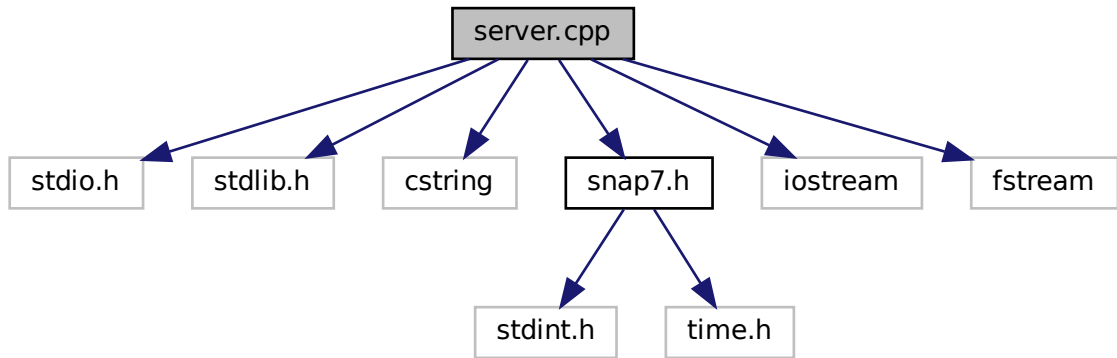 server.cpp
stdio.h
stdlib.h
cstring
snap7.h
iostream
fstream
stdint.h
time.h